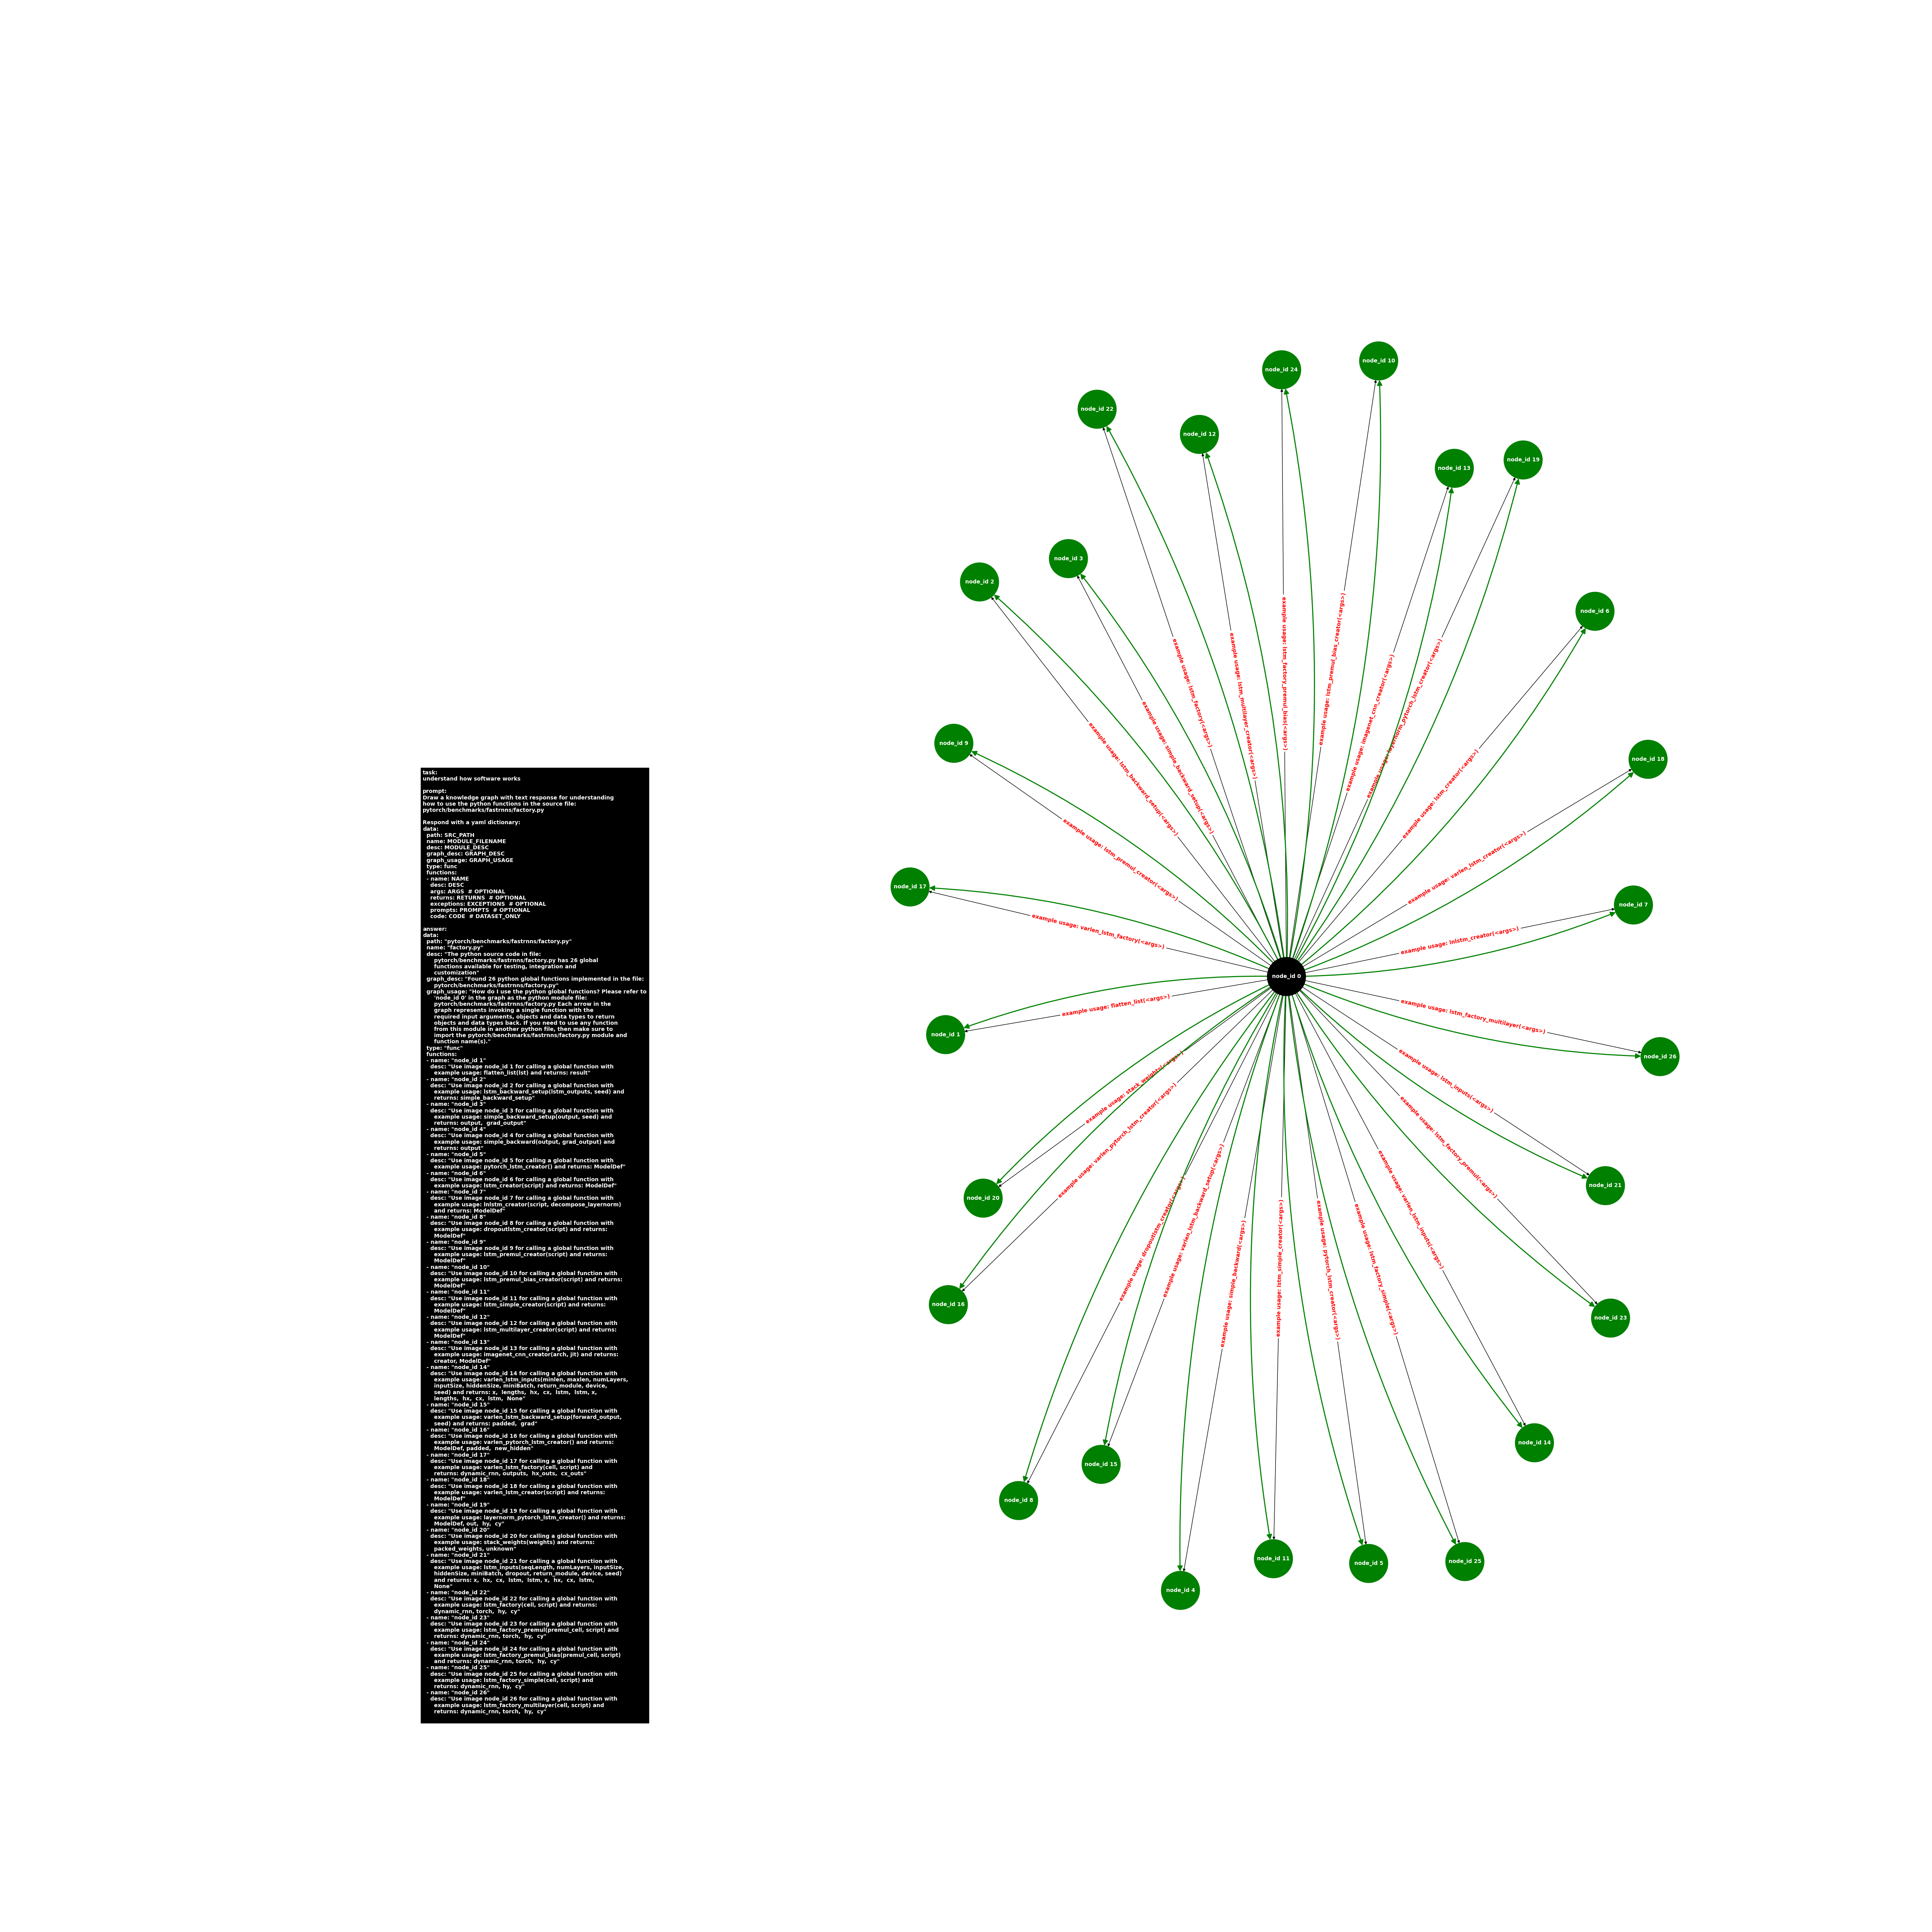 task:
understand how software works

prompt:
Draw a knowledge graph with text response for understanding
how to use the python functions in the source file:
pytorch/benchmarks/fastrnns/factory.py

Respond with a yaml dictionary:
data:
  path: SRC_PATH
  name: MODULE_FILENAME
  desc: MODULE_DESC
  graph_desc: GRAPH_DESC
  graph_usage: GRAPH_USAGE
  type: func
  functions:
  - name: NAME
    desc: DESC
    args: ARGS  # OPTIONAL
    returns: RETURNS  # OPTIONAL
    exceptions: EXCEPTIONS  # OPTIONAL
    prompts: PROMPTS  # OPTIONAL
    code: CODE  # DATASET_ONLY

answer:
data:
  path: "pytorch/benchmarks/fastrnns/factory.py"
  name: "factory.py"
  desc: "The python source code in file:
      pytorch/benchmarks/fastrnns/factory.py has 26 global
      functions available for testing, integration and
      customization"
  graph_desc: "Found 26 python global functions implemented in the file:
      pytorch/benchmarks/fastrnns/factory.py"
  graph_usage: "How do I use the python global functions? Please refer to
      'node_id 0' in the graph as the python module file:
      pytorch/benchmarks/fastrnns/factory.py Each arrow in the
      graph represents invoking a single function with the
      required input arguments, objects and data types to return
      objects and data types back. if you need to use any function
      from this module in another python file, then make sure to
      import the pytorch/benchmarks/fastrnns/factory.py module and
      function name(s)."
  type: "func"
  functions:
  - name: "node_id 1"
    desc: "Use image node_id 1 for calling a global function with
      example usage: flatten_list(lst) and returns: result"
  - name: "node_id 2"
    desc: "Use image node_id 2 for calling a global function with
      example usage: lstm_backward_setup(lstm_outputs, seed) and
      returns: simple_backward_setup"
  - name: "node_id 3"
    desc: "Use image node_id 3 for calling a global function with
      example usage: simple_backward_setup(output, seed) and
      returns: output,  grad_output"
  - name: "node_id 4"
    desc: "Use image node_id 4 for calling a global function with
      example usage: simple_backward(output, grad_output) and
      returns: output"
  - name: "node_id 5"
    desc: "Use image node_id 5 for calling a global function with
      example usage: pytorch_lstm_creator() and returns: ModelDef"
  - name: "node_id 6"
    desc: "Use image node_id 6 for calling a global function with
      example usage: lstm_creator(script) and returns: ModelDef"
  - name: "node_id 7"
    desc: "Use image node_id 7 for calling a global function with
      example usage: lnlstm_creator(script, decompose_layernorm)
      and returns: ModelDef"
  - name: "node_id 8"
    desc: "Use image node_id 8 for calling a global function with
      example usage: dropoutlstm_creator(script) and returns:
      ModelDef"
  - name: "node_id 9"
    desc: "Use image node_id 9 for calling a global function with
      example usage: lstm_premul_creator(script) and returns:
      ModelDef"
  - name: "node_id 10"
    desc: "Use image node_id 10 for calling a global function with
      example usage: lstm_premul_bias_creator(script) and returns:
      ModelDef"
  - name: "node_id 11"
    desc: "Use image node_id 11 for calling a global function with
      example usage: lstm_simple_creator(script) and returns:
      ModelDef"
  - name: "node_id 12"
    desc: "Use image node_id 12 for calling a global function with
      example usage: lstm_multilayer_creator(script) and returns:
      ModelDef"
  - name: "node_id 13"
    desc: "Use image node_id 13 for calling a global function with
      example usage: imagenet_cnn_creator(arch, jit) and returns:
      creator, ModelDef"
  - name: "node_id 14"
    desc: "Use image node_id 14 for calling a global function with
      example usage: varlen_lstm_inputs(minlen, maxlen, numLayers,
      inputSize, hiddenSize, miniBatch, return_module, device,
      seed) and returns: x,  lengths,  hx,  cx,  lstm,  lstm, x,
      lengths,  hx,  cx,  lstm,  None"
  - name: "node_id 15"
    desc: "Use image node_id 15 for calling a global function with
      example usage: varlen_lstm_backward_setup(forward_output,
      seed) and returns: padded,  grad"
  - name: "node_id 16"
    desc: "Use image node_id 16 for calling a global function with
      example usage: varlen_pytorch_lstm_creator() and returns:
      ModelDef, padded,  new_hidden"
  - name: "node_id 17"
    desc: "Use image node_id 17 for calling a global function with
      example usage: varlen_lstm_factory(cell, script) and
      returns: dynamic_rnn, outputs,  hx_outs,  cx_outs"
  - name: "node_id 18"
    desc: "Use image node_id 18 for calling a global function with
      example usage: varlen_lstm_creator(script) and returns:
      ModelDef"
  - name: "node_id 19"
    desc: "Use image node_id 19 for calling a global function with
      example usage: layernorm_pytorch_lstm_creator() and returns:
      ModelDef, out,  hy,  cy"
  - name: "node_id 20"
    desc: "Use image node_id 20 for calling a global function with
      example usage: stack_weights(weights) and returns:
      packed_weights, unknown"
  - name: "node_id 21"
    desc: "Use image node_id 21 for calling a global function with
      example usage: lstm_inputs(seqLength, numLayers, inputSize,
      hiddenSize, miniBatch, dropout, return_module, device, seed)
      and returns: x,  hx,  cx,  lstm,  lstm, x,  hx,  cx,  lstm,
      None"
  - name: "node_id 22"
    desc: "Use image node_id 22 for calling a global function with
      example usage: lstm_factory(cell, script) and returns:
      dynamic_rnn, torch,  hy,  cy"
  - name: "node_id 23"
    desc: "Use image node_id 23 for calling a global function with
      example usage: lstm_factory_premul(premul_cell, script) and
      returns: dynamic_rnn, torch,  hy,  cy"
  - name: "node_id 24"
    desc: "Use image node_id 24 for calling a global function with
      example usage: lstm_factory_premul_bias(premul_cell, script)
      and returns: dynamic_rnn, torch,  hy,  cy"
  - name: "node_id 25"
    desc: "Use image node_id 25 for calling a global function with
      example usage: lstm_factory_simple(cell, script) and
      returns: dynamic_rnn, hy,  cy"
  - name: "node_id 26"
    desc: "Use image node_id 26 for calling a global function with
      example usage: lstm_factory_multilayer(cell, script) and
      returns: dynamic_rnn, torch,  hy,  cy"
node_id 10
node_id 24
node_id 22
node_id 12
node_id 19
node_id 13
node_id 3
node_id 2
node_id 6
node_id 9
node_id 18
node_id 17
node_id 7
node_id 0
node_id 1
node_id 26
node_id 21
node_id 20
node_id 16
node_id 23
node_id 14
node_id 15
node_id 8
node_id 11
node_id 5
node_id 25
node_id 4
example usage: lstm_premul_bias_creator(<args>)
example usage: lstm_factory_premul_bias(<args>)
example usage: lstm_factory(<args>)
example usage: lstm_multilayer_creator(<args>)
example usage: layernorm_pytorch_lstm_creator(<args>)
example usage: imagenet_cnn_creator(<args>)
example usage: simple_backward_setup(<args>)
example usage: lstm_backward_setup(<args>)
example usage: lstm_creator(<args>)
example usage: lstm_premul_creator(<args>)
example usage: varlen_lstm_creator(<args>)
example usage: varlen_lstm_factory(<args>)
example usage: lnlstm_creator(<args>)
example usage: flatten_list(<args>)
example usage: lstm_factory_multilayer(<args>)
example usage: lstm_inputs(<args>)
example usage: stack_weights(<args>)
example usage: varlen_pytorch_lstm_creator(<args>)
example usage: lstm_factory_premul(<args>)
example usage: varlen_lstm_inputs(<args>)
example usage: varlen_lstm_backward_setup(<args>)
example usage: dropoutlstm_creator(<args>)
example usage: lstm_simple_creator(<args>)
example usage: pytorch_lstm_creator(<args>)
example usage: lstm_factory_simple(<args>)
example usage: simple_backward(<args>)